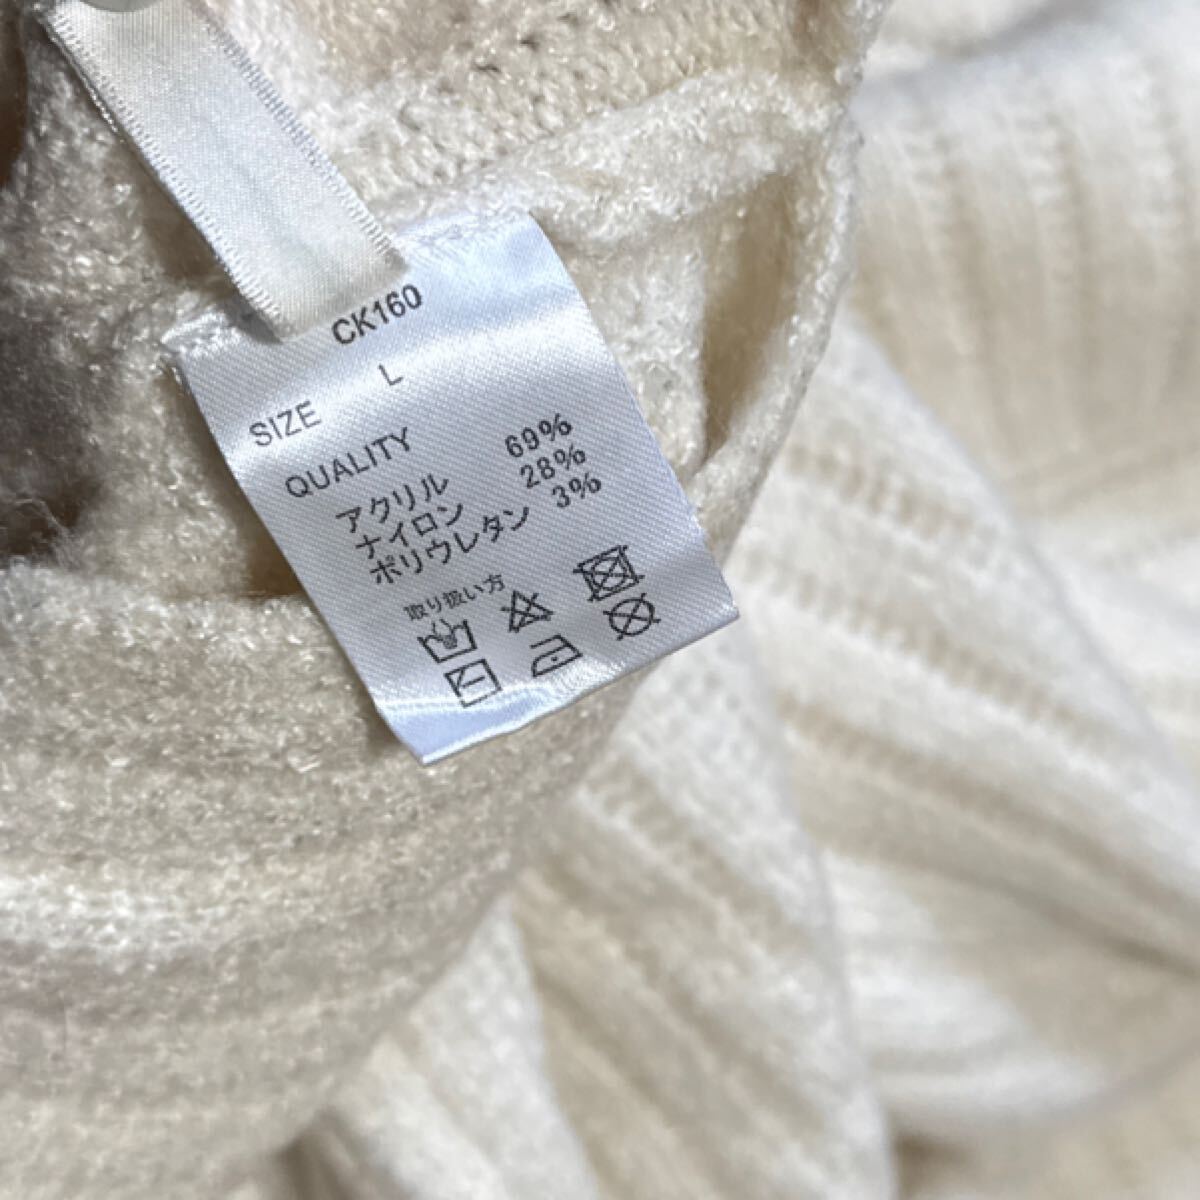 CK160
SIZE L
QUALITY
アクリル 69%
ナイロン 28%
ポリウレタン 3%
取り扱い方